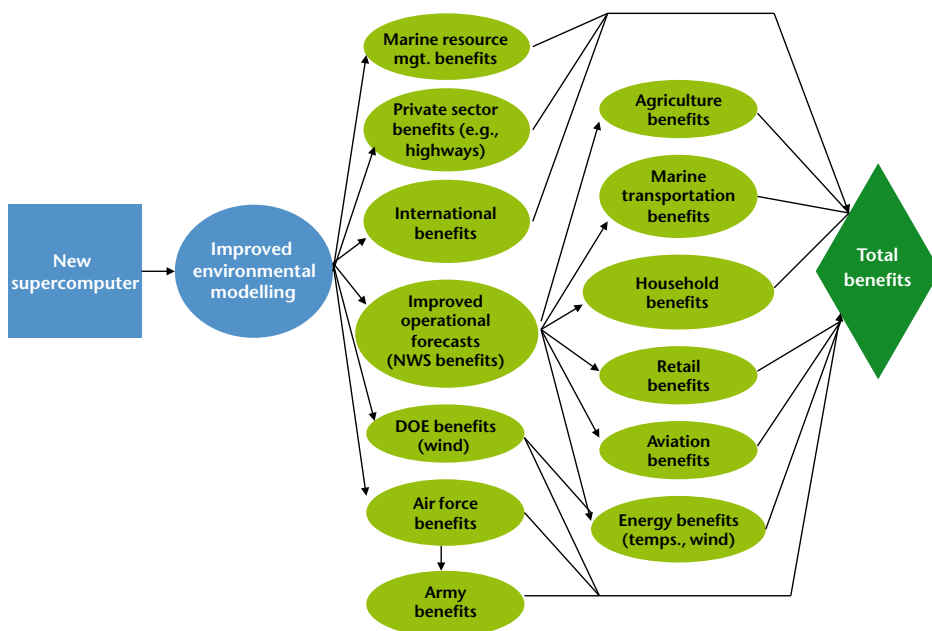 New
supercomputer
Improved
environmental
modelling
Marine resource
mgt. benefits
Private sector
benefits (e.g.,
highways)
International
benefits
Improved
operational
forecasts
(NWS benefits)
DOE benefits
(wind)
Air force
benefits
Army
benefits
Agriculture
benefits
Marine
transportation
benefits
Household
benefits
Retail
benefits
Aviation
benefits
Energy benefits
(temps., wind)
Total
benefits